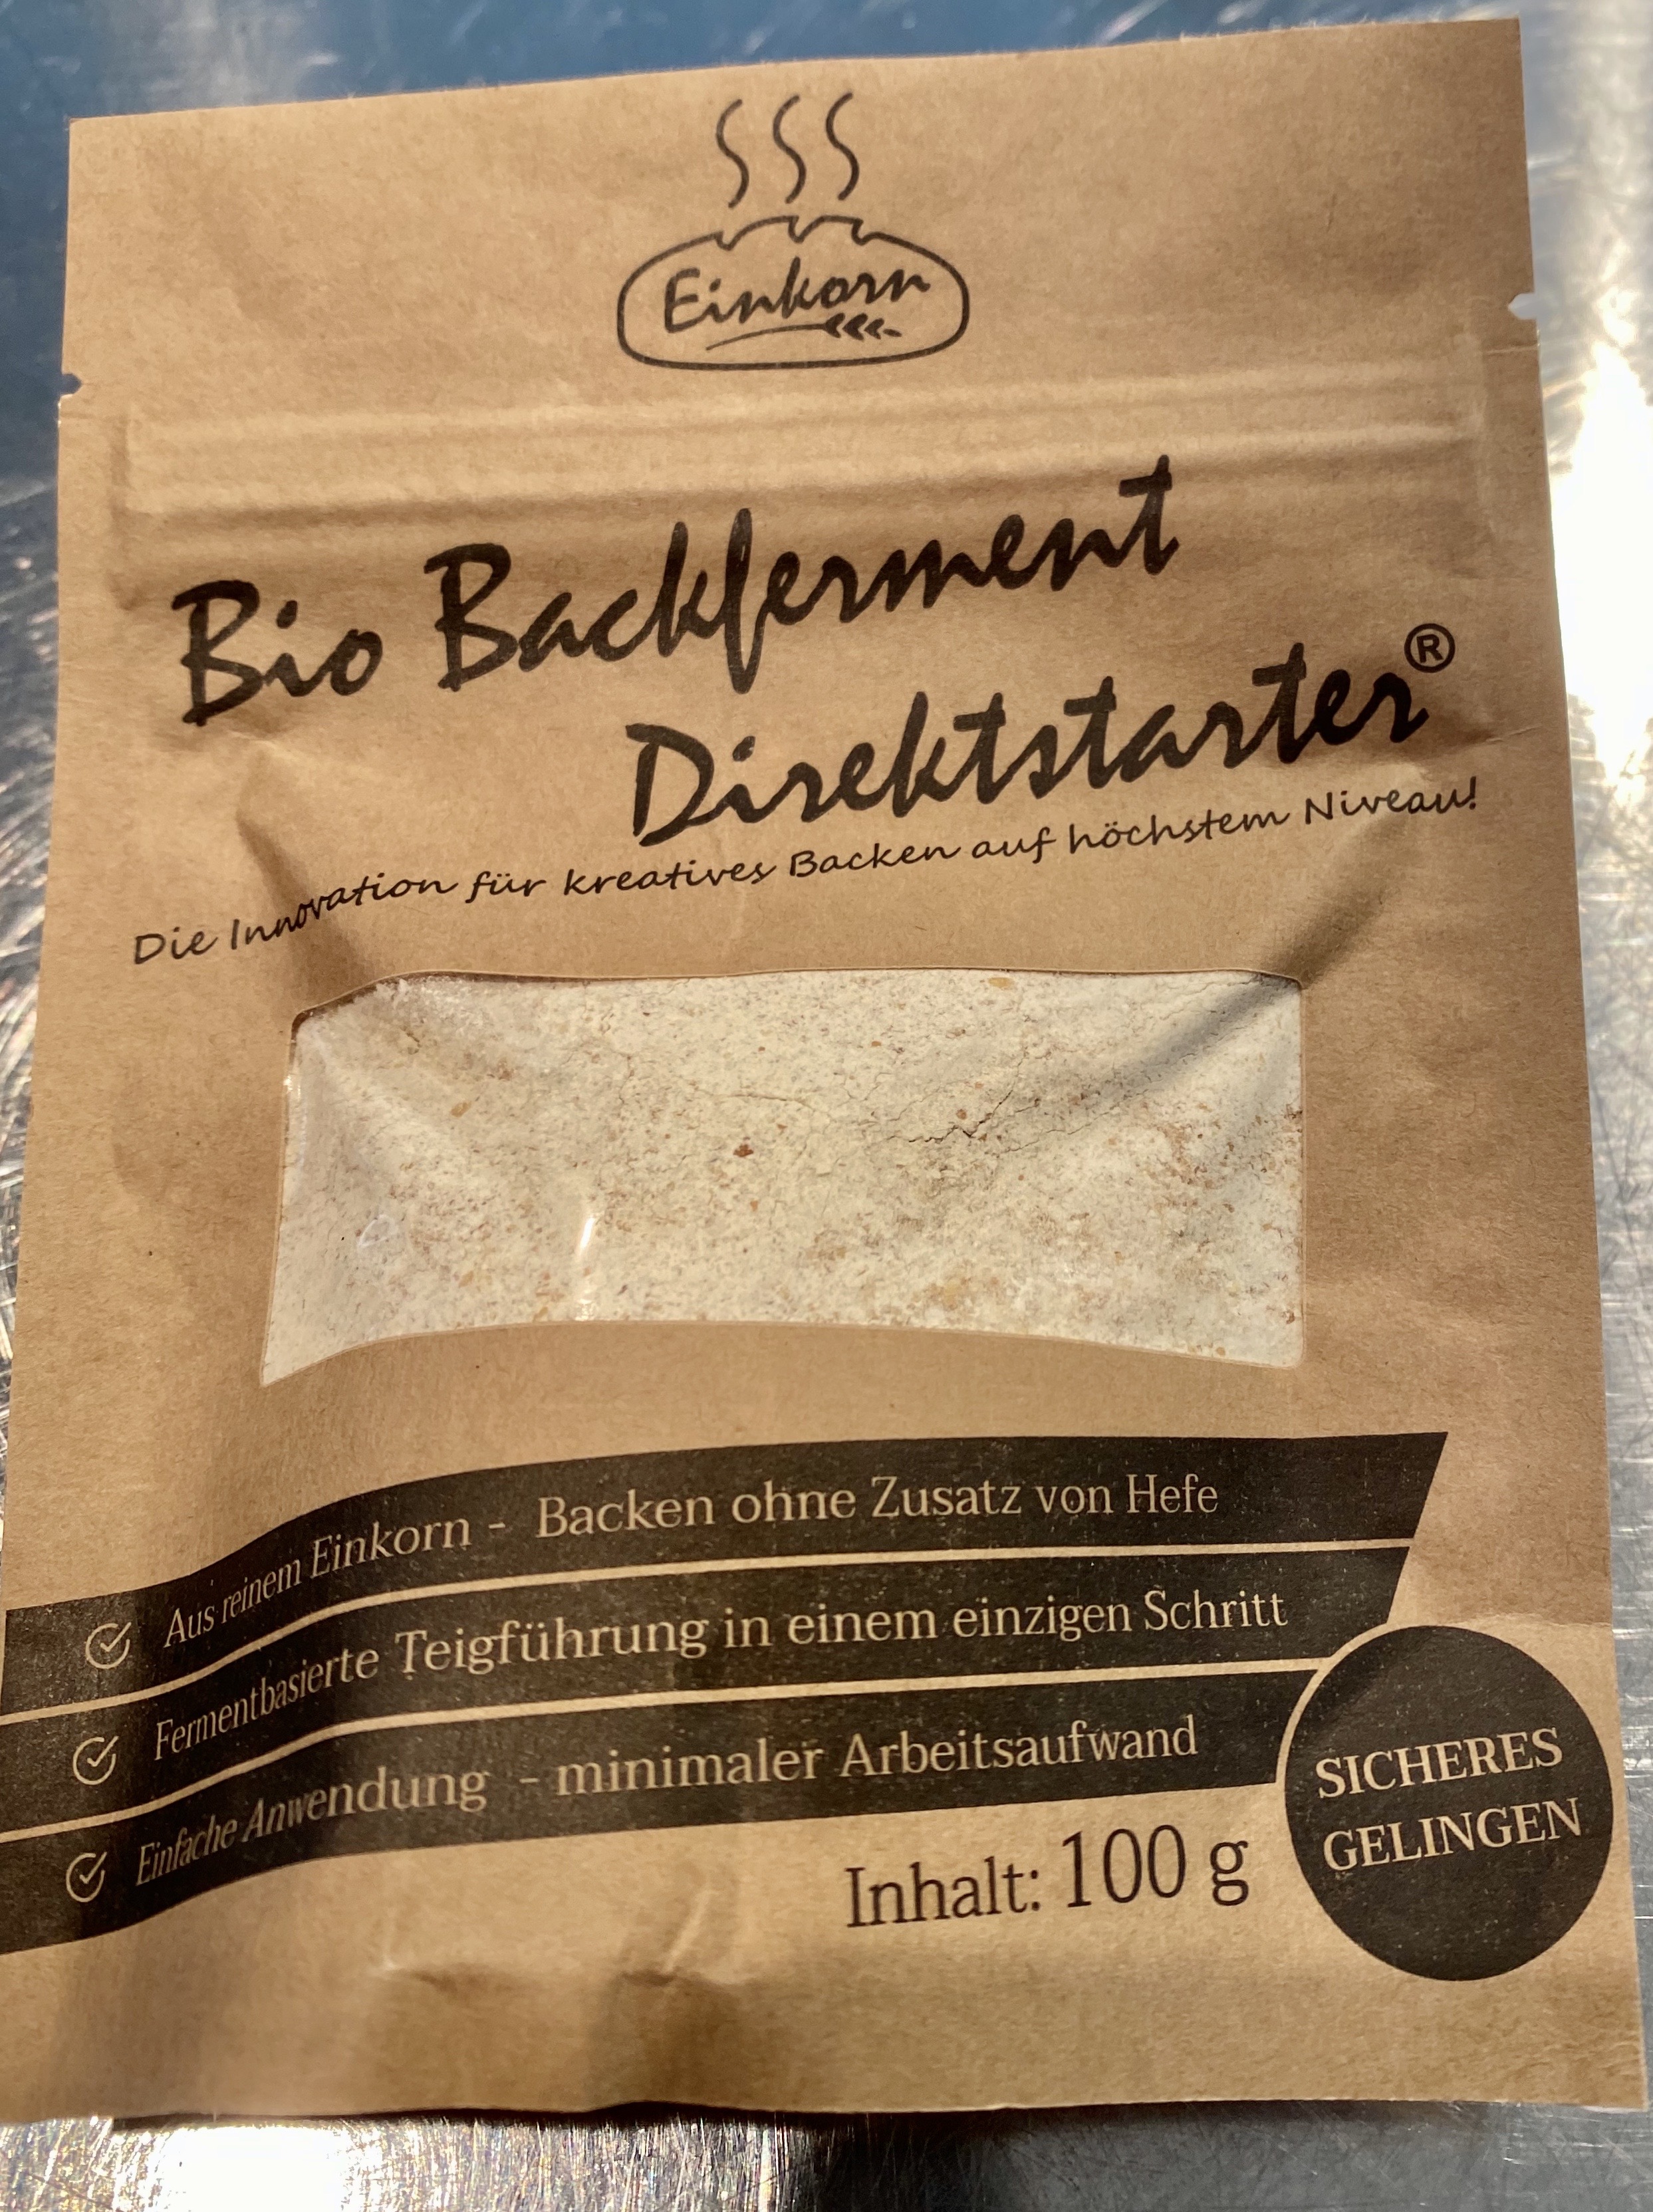 Einkorn
Bio Backferment
Direktstarter®
Die Innovation für kreatives Backen auf höchstem Niveau!
Aus reinem Einkorn - Backen ohne Zusatz von Hefe
Fermentbasierte Teigführung in einem einzigen Schritt
Einfache Anwendung - minimaler Arbeitsaufwand
SICHERES
GELINGEN
Inhalt: 100 g